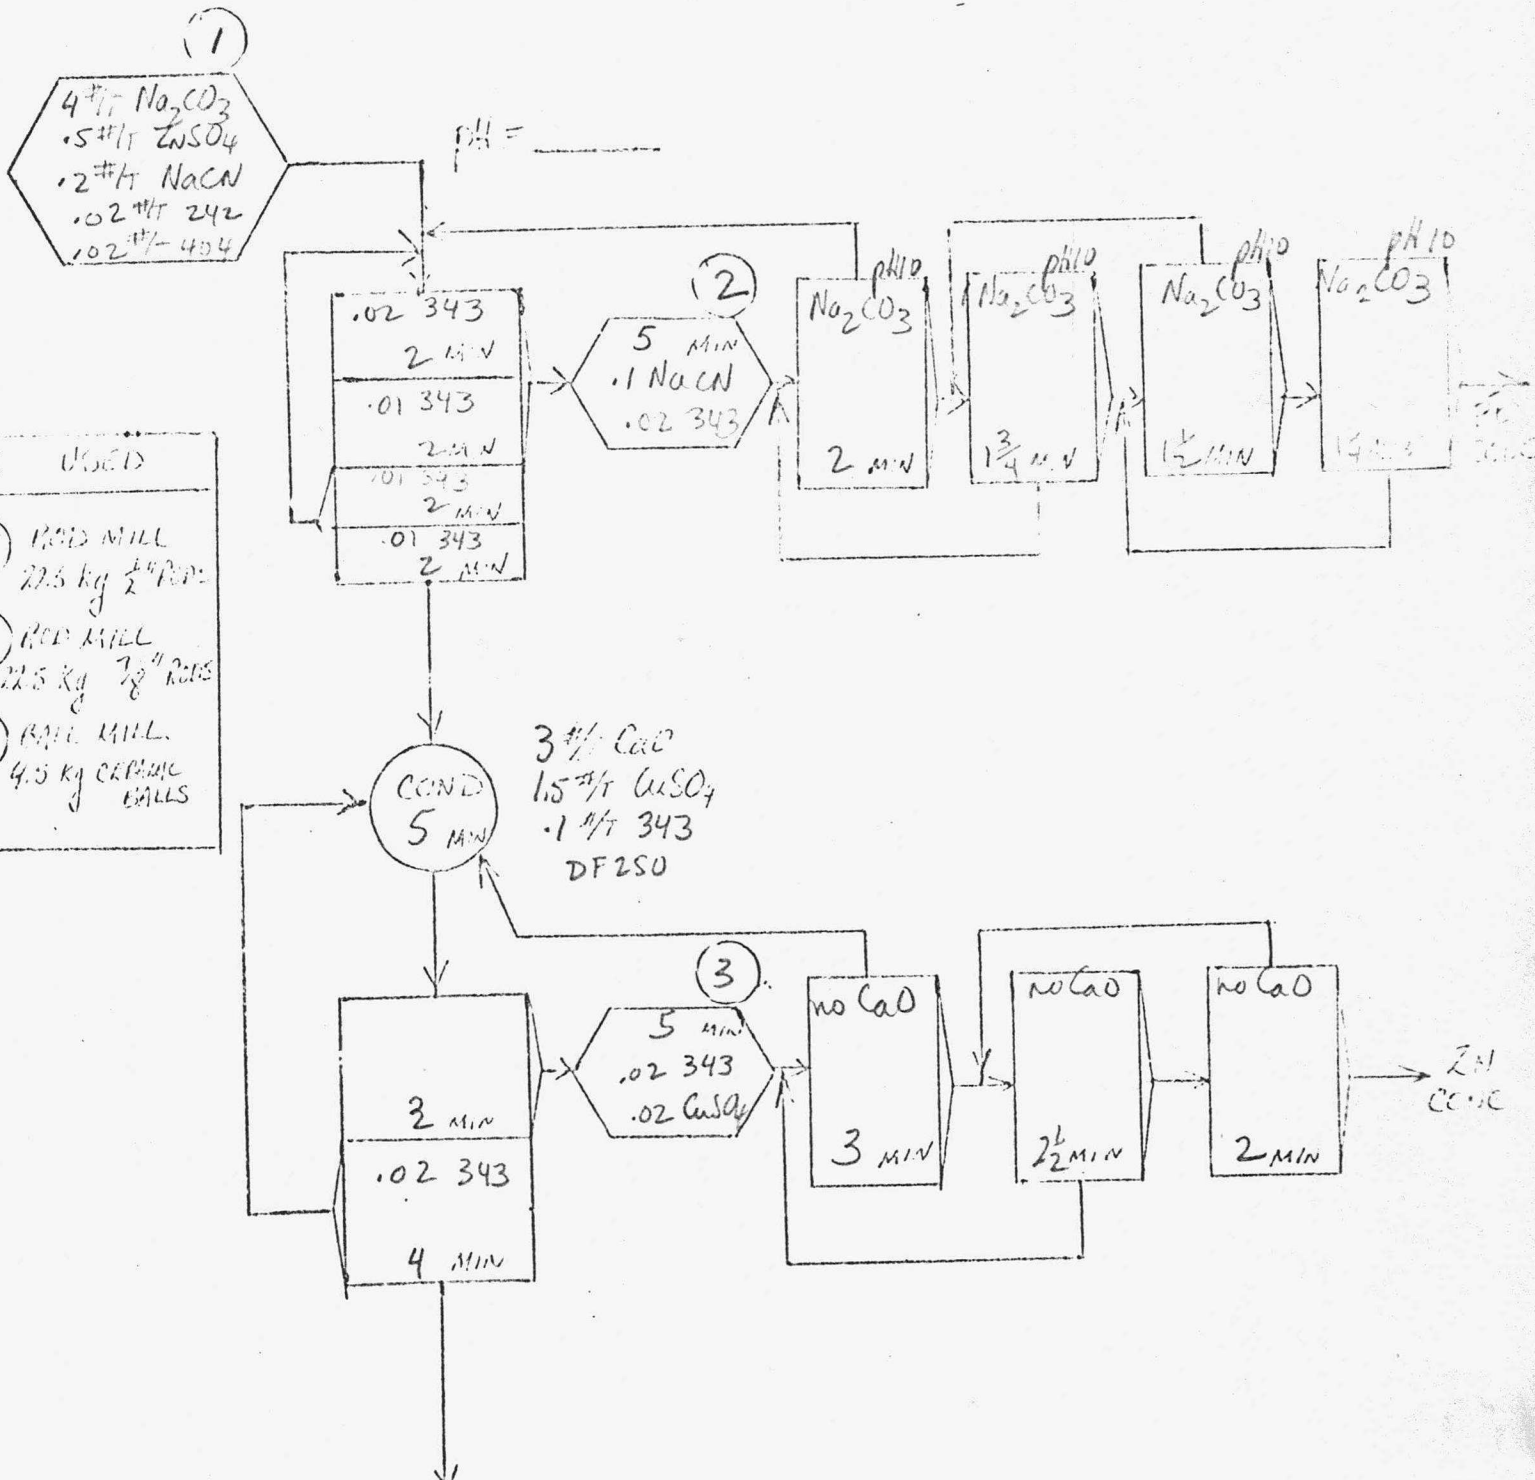 1
4 #/T Na2CO3
.5 #/T ZNSO4
.2 #/T NaCN
.02 #/T 242
.02 #/- 404
pH =
.02 343
2 MIN
.01 343
2 MIN
.01 343
2 MIN
.01 343
2 MIN
2
5 MIN
.1 NaCN
.02 343
pH10
Na2CO3
2 MIN
pH10
Na2CO3
1 3/4 MIN
pH10
Na2CO3
1 1/2 MIN
pH10
Na2CO3
USED
ROD MILL
22.5 kg 1/2" RODS
ROD MILL
22.5 kg 7/8" RODS
BALL MILL
4.5 kg CERAMIC
BALLS
COND
5 MIN
3 #/T CaO
1.5 #/T CuSO4
.1 #/T 343
DF250
MIN
.02 343
4 MIN
3
5 MIN
.02 343
.02 CuSO4
no CaO
3 MIN
no CaO
2 1/2 MIN
no CaO
2 MIN
ZN
CONC